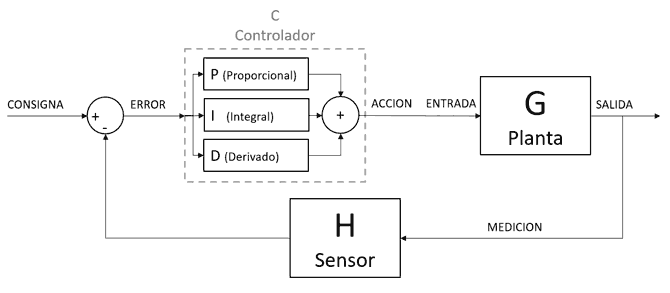 C
Controlador
P (Proporcional)
CONSIGNA
ERROR
ACCION
ENTRADA
G
SALIDA
+
I (Integral)
+
Planta
-
D (Derivado)
H
MEDICION
Sensor